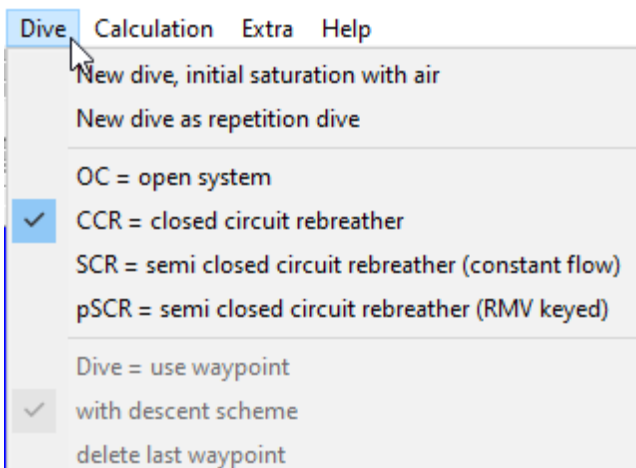 Dive Calculation Extra Help
New dive, initial saturation with air
New dive as repetition dive
OC = open system
CCR = closed circuit rebreather
SCR = semi closed circuit rebreather (constant flow)
pSCR = semi closed circuit rebreather (RMV keyed)
Dive = use waypoint
with descent scheme
delete last waypoint